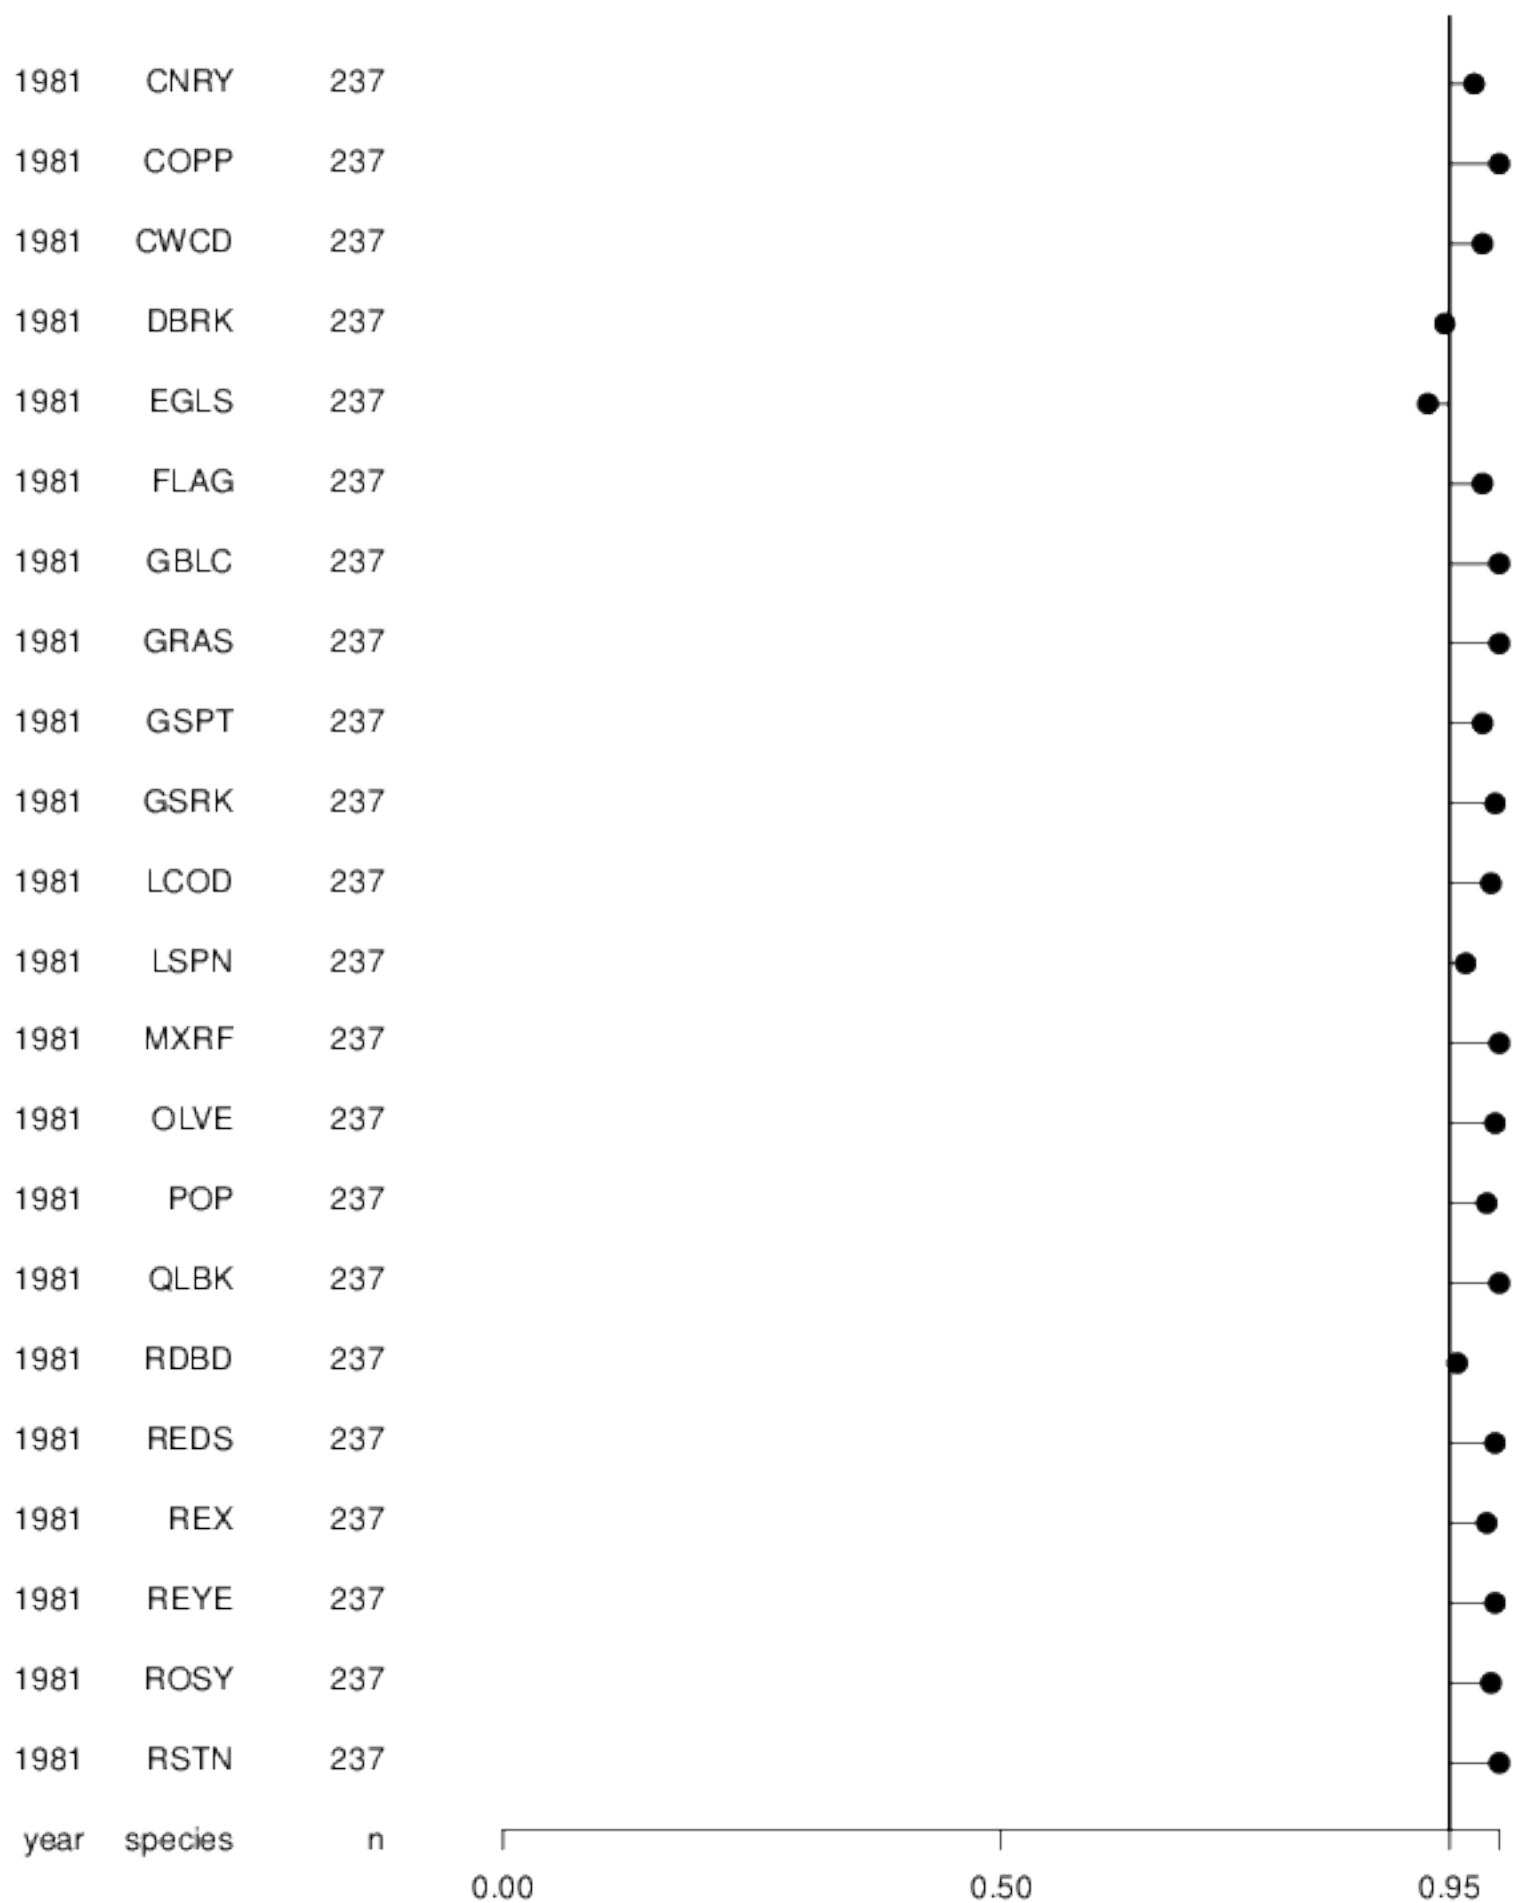 1981 CNRY 237
1981 COPP 237
1981 CWCD 237
1981 DBRK 237
1981 EGLS 237
1981 FLAG 237
1981 GBLC 237
1981 GRAS 237
1981 GSPT 237
1981 GSRK 237
1981 LCOD 237
1981 LSPN 237
1981 MXRF 237
1981 OLVE 237
1981 POP 237
1981 QLBK 237
1981 RDBD 237
1981 REDS 237
1981 REX 237
1981 REYE 237
1981 ROSY 237
1981 RSTN 237
year species n
0.00 0.50 0.95